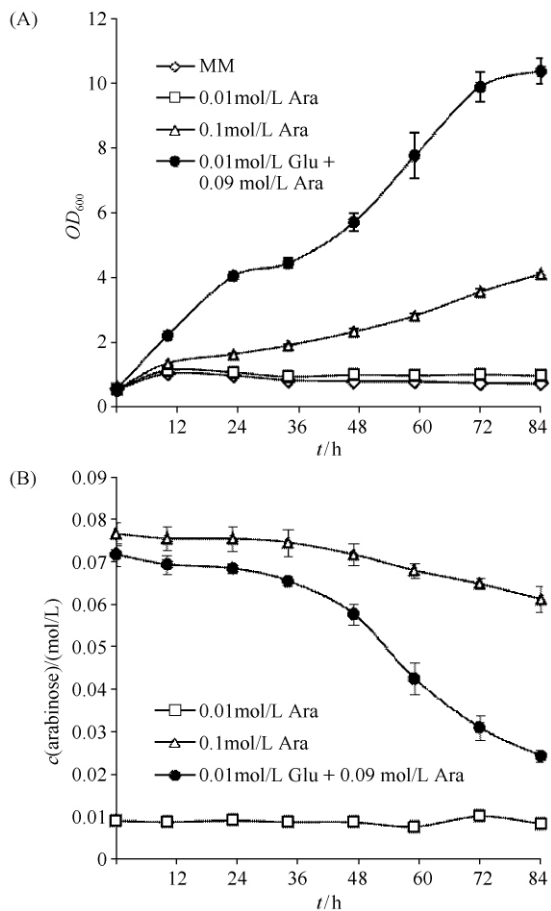 (A)
12
10
8
6
4
2
0
OD600
MM
0.01mol/L Ara
0.1mol/L Ara
0.01mol/L Glu +
0.09 mol/L Ara
12 24 36 48 60 72 84
t/h
(B)
0.09
0.08
0.07
0.06
0.05
0.04
0.03
0.02
0.01
0
c(arabinose)/(mol/L)
0.01mol/L Ara
0.1mol/L Ara
0.01mol/L Glu + 0.09 mol/L Ara
12 24 36 48 60 72 84
t/h